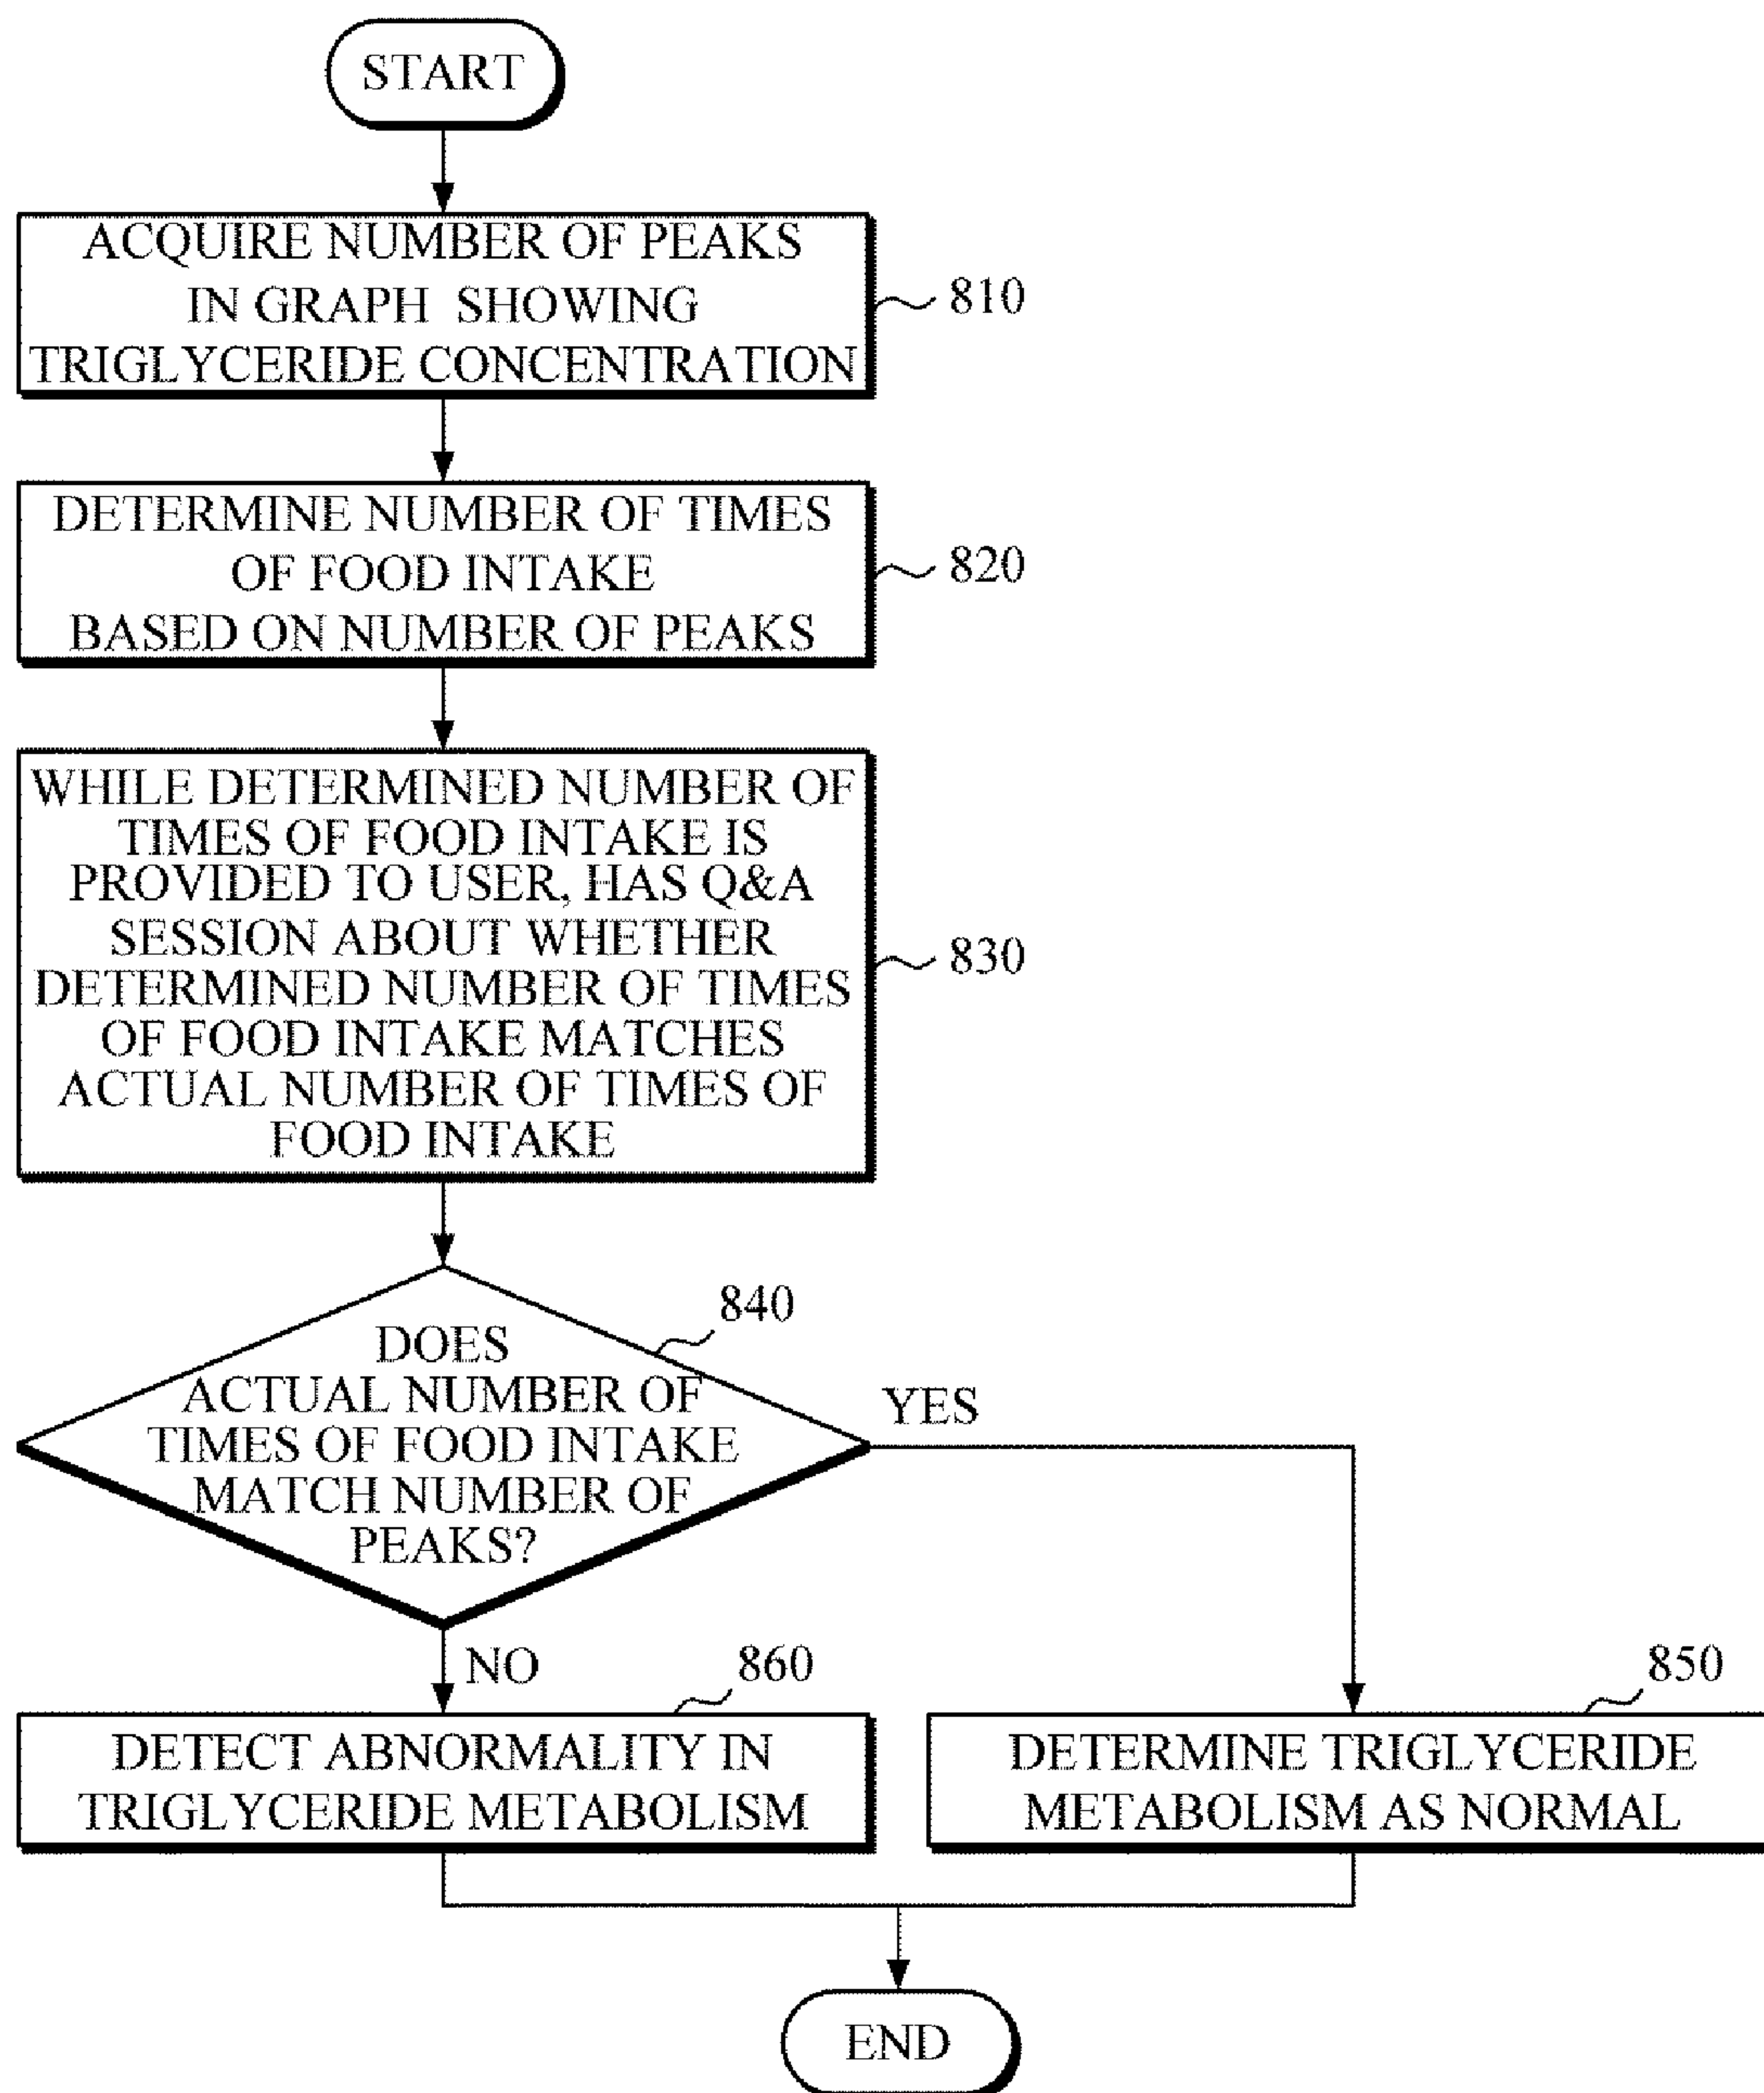 START
ACQUIRE NUMBER OF PEAKS
IN GRAPH SHOWING
TRIGLYCERIDE CONCENTRATION
810
DETERMINE NUMBER OF TIMES
OF FOOD INTAKE
BASED ON NUMBER OF PEAKS
820
WHILE DETERMINED NUMBER OF
TIMES OF FOOD INTAKE IS
PROVIDED TO USER, HAS Q&A
SESSION ABOUT WHETHER
DETERMINED NUMBER OF TIMES
OF FOOD INTAKE MATCHES
ACTUAL NUMBER OF TIMES OF
FOOD INTAKE
830
840
DOES
ACTUAL NUMBER OF
TIMES OF FOOD INTAKE
MATCH NUMBER OF
PEAKS?
YES
NO
860
DETECT ABNORMALITY IN
TRIGLYCERIDE METABOLISM
850
DETERMINE TRIGLYCERIDE
METABOLISM AS NORMAL
END